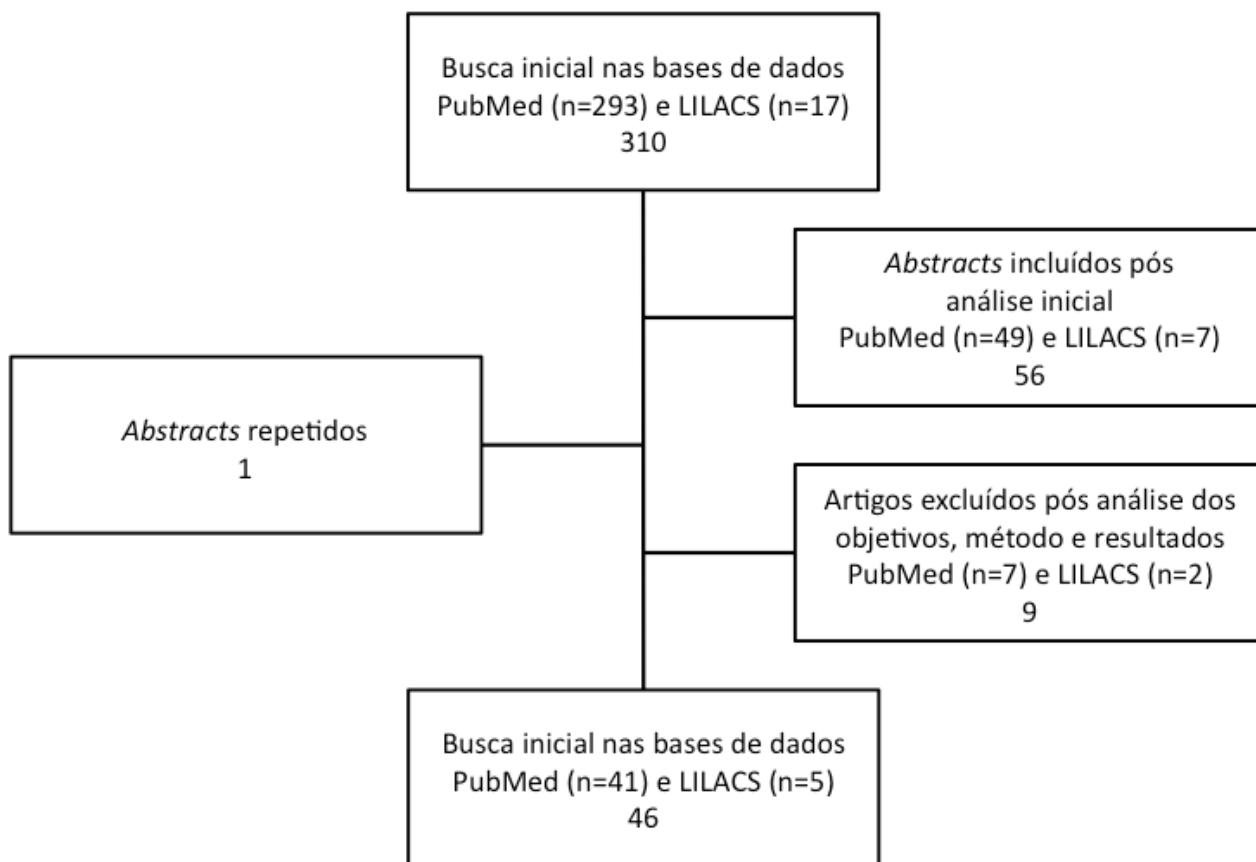 Busca inicial nas bases de dados
PubMed (n=293) e LILACS (n=17)
310
Abstracts incluídos pós
análise inicial
PubMed (n=49) e LILACS (n=7)
56
Abstracts repetidos
1
Artigos excluídos pós análise dos
objetivos, método e resultados
PubMed (n=7) e LILACS (n=2)
9
Busca inicial nas bases de dados
PubMed (n=41) e LILACS (n=5)
46